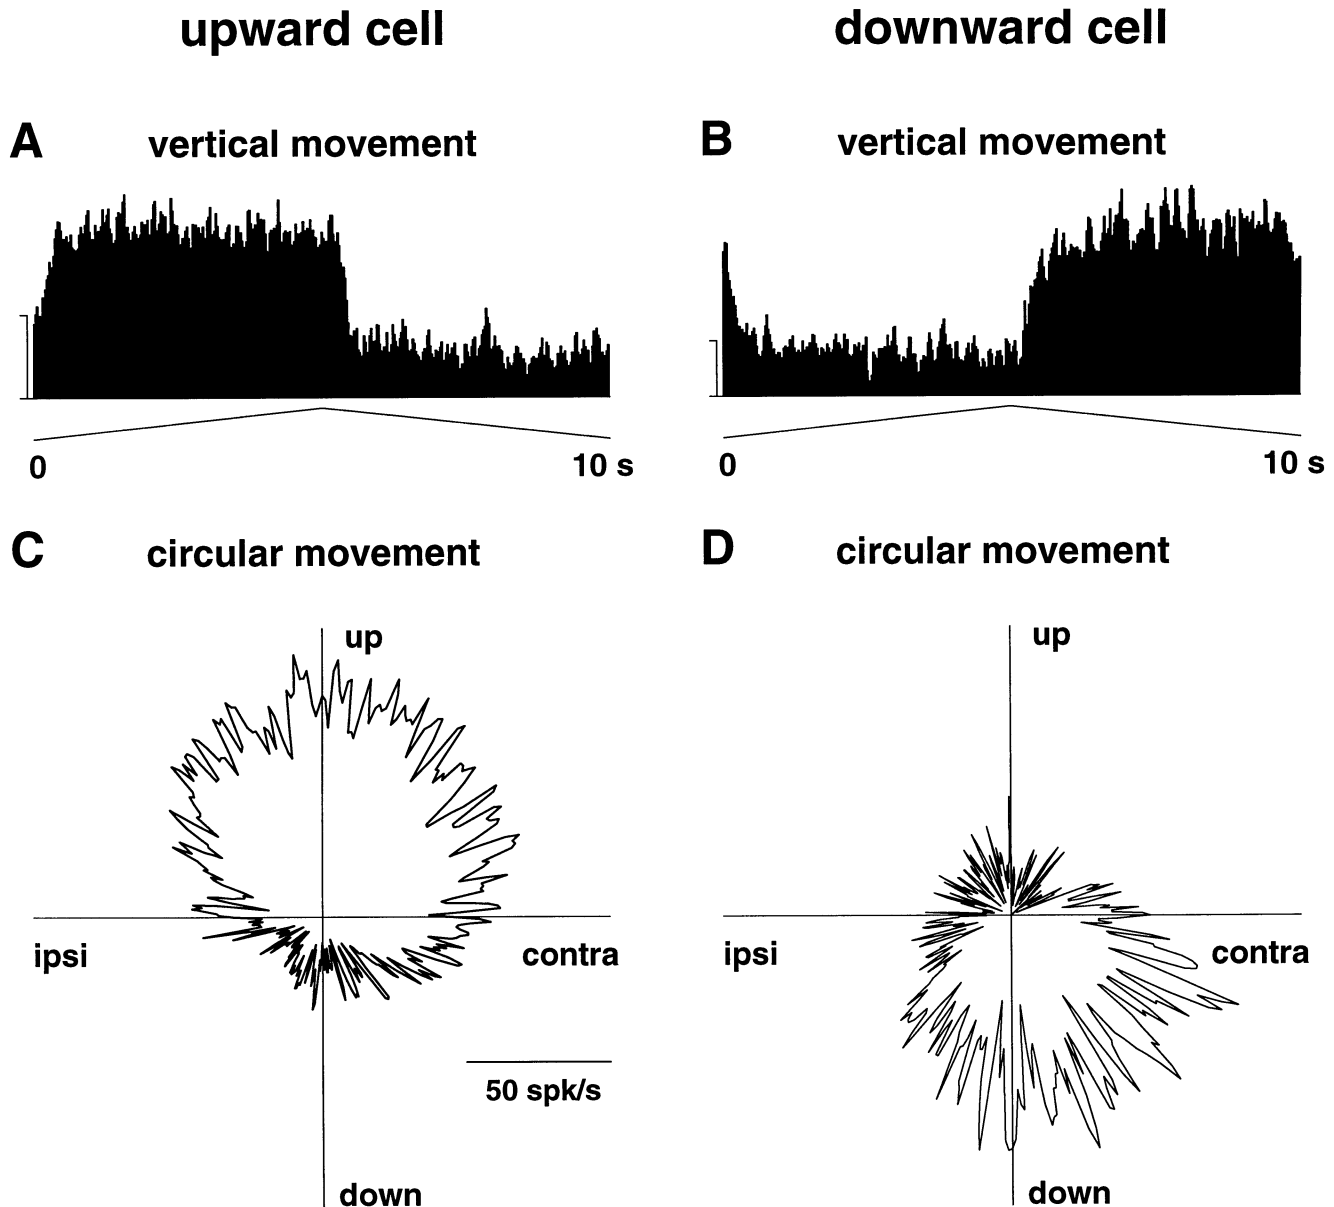 upward cell
downward cell
A
vertical movement
B
vertical movement
0
10 s
0
10 s
C
circular movement
D
circular movement
up
up
ipsi
contra
ipsi
contra
50 spk/s
down
down